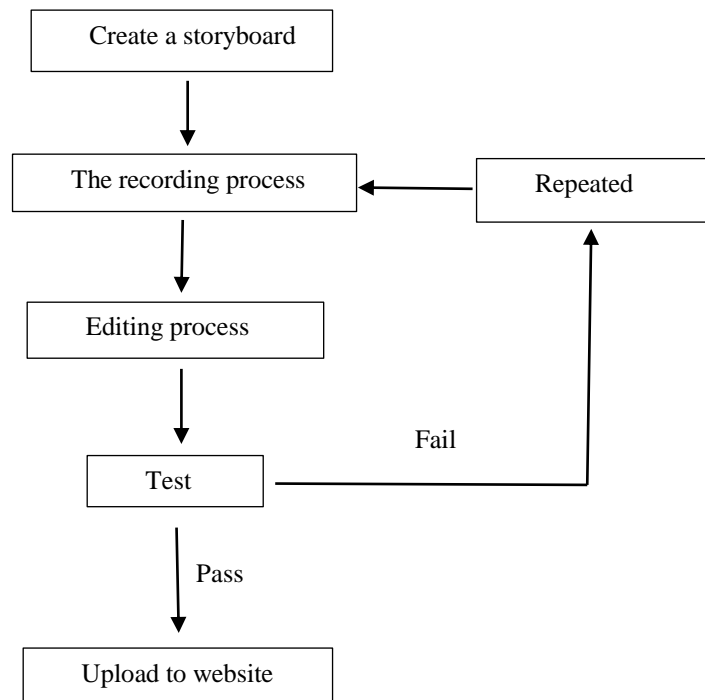 Create a storyboard
The recording process
Repeated
Editing process
Fail
Test
Pass
Upload to website